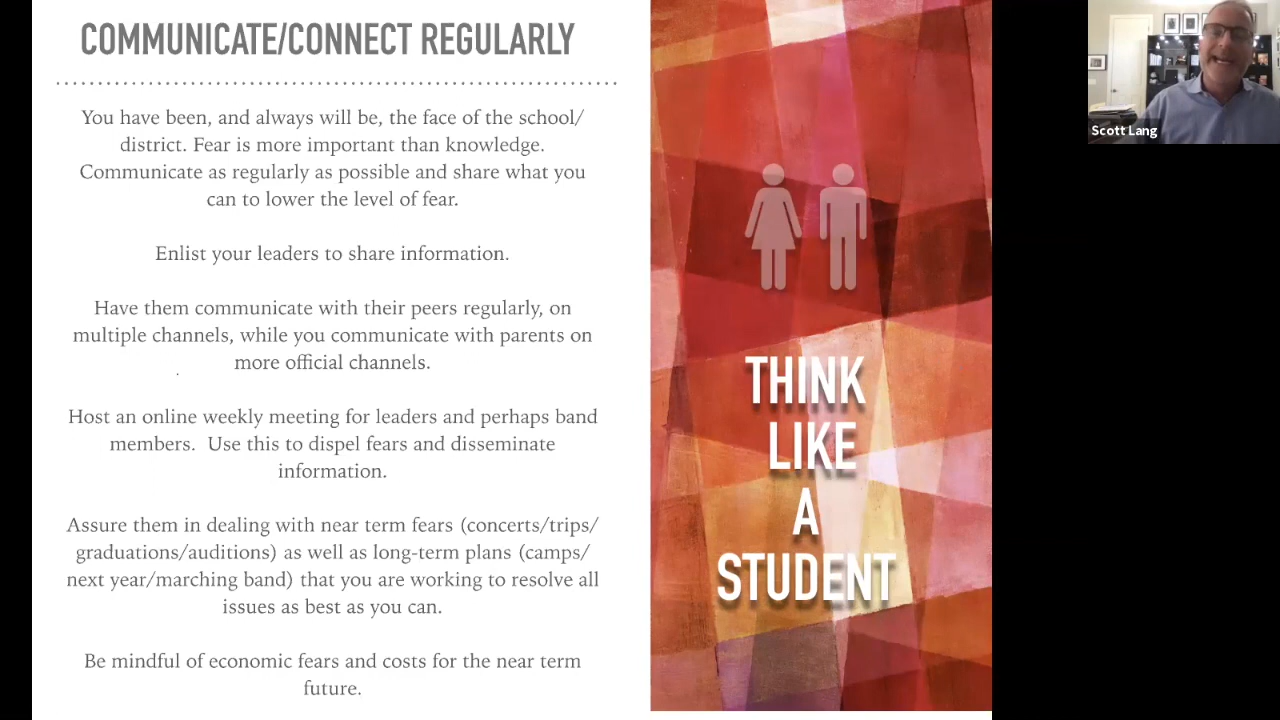 COMMUNICATE/CONNECT REGULARLY
You have been, and always will be, the face of the school/
district. Fear is more important than knowledge.
Communicate as regularly as possible and share what you
can to lower the level of fear.
Enlist your leaders to share information.
Have them communicate with their peers regularly, on
multiple channels, while you communicate with parents on
more official channels.
Host an online weekly meeting for leaders and perhaps band
members.  Use this to dispel fears and disseminate
information.
Assure them in dealing with near term fears (concerts/trips/
graduations/auditions) as well as long-term plans (camps/
next year/marching band) that you are working to resolve all
issues as best as you can.
Be mindful of economic fears and costs for the near term
future.
THINK
LIKE
A
STUDENT
Scott Lang